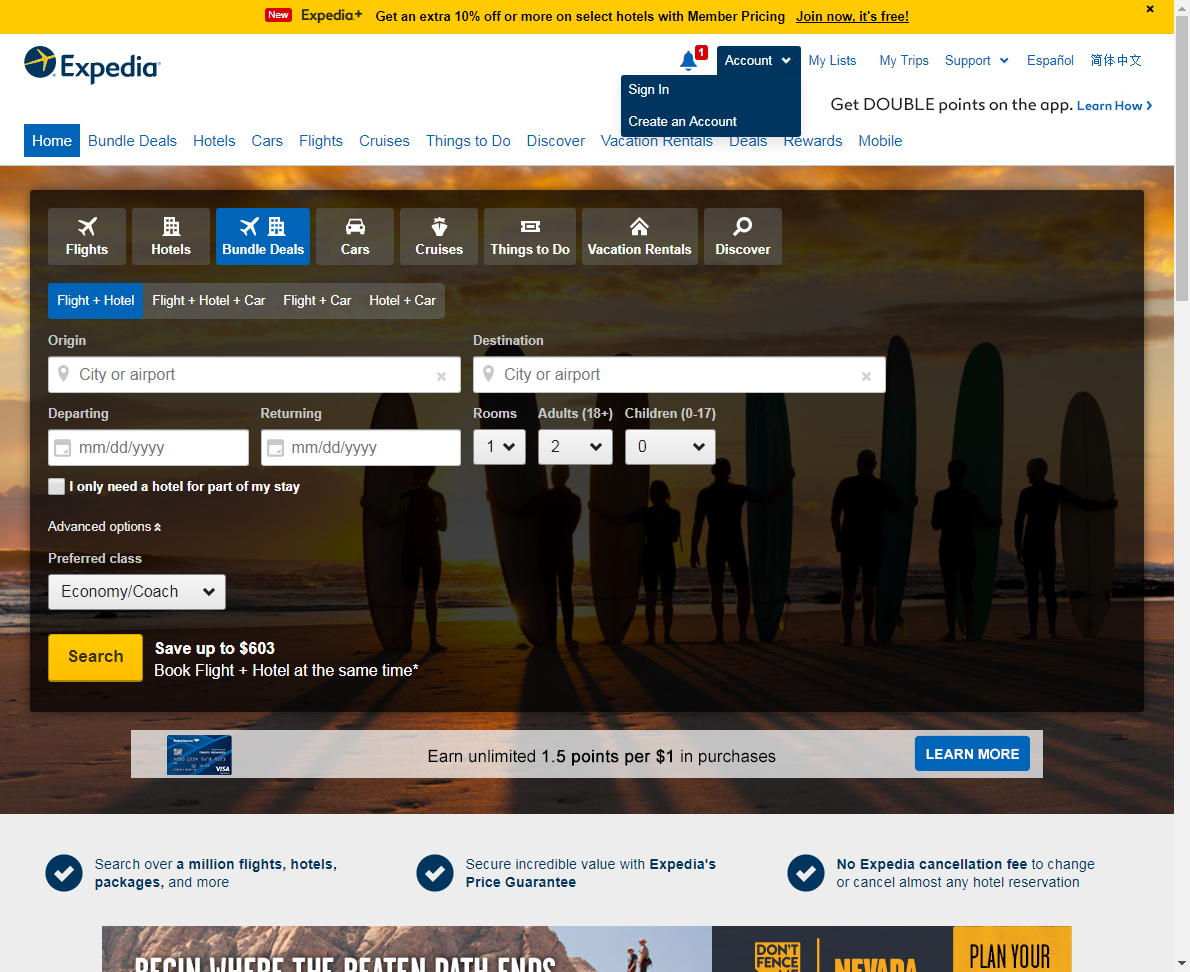 New Expedia+ Get an extra 10% off or more on select hotels with Member Pricing Join now, it's free!
Expedia
1
Account My Lists My Trips Support Español 简体中文
Sign In
Create an Account
Get DOUBLE points on the app. Learn How
Home Bundle Deals Hotels Cars Flights Cruises Things to Do Discover Vacation Rentals Deals Rewards Mobile
Flights Hotels Bundle Deals Cars Cruises Things to Do Vacation Rentals Discover
Flight + Hotel Flight + Hotel + Car Flight + Car Hotel + Car
Origin Destination
City or airport City or airport
Departing Returning Rooms Adults (18+) Children (0-17)
mm/dd/yyyy mm/dd/yyyy 1 2 0
I only need a hotel for part of my stay
Advanced options
Preferred class
Economy/Coach
Search
Save up to $603
Book Flight + Hotel at the same time*
VISA
Earn unlimited 1.5 points per $1 in purchases LEARN MORE
Search over a million flights, hotels,
packages, and more
Secure incredible value with Expedia's
Price Guarantee
No Expedia cancellation fee to change
or cancel almost any hotel reservation
BEGIN WHERE THE BEATEN PATH ENDS
DON'T
FENCE
ME
NEVADA
PLAN YOUR